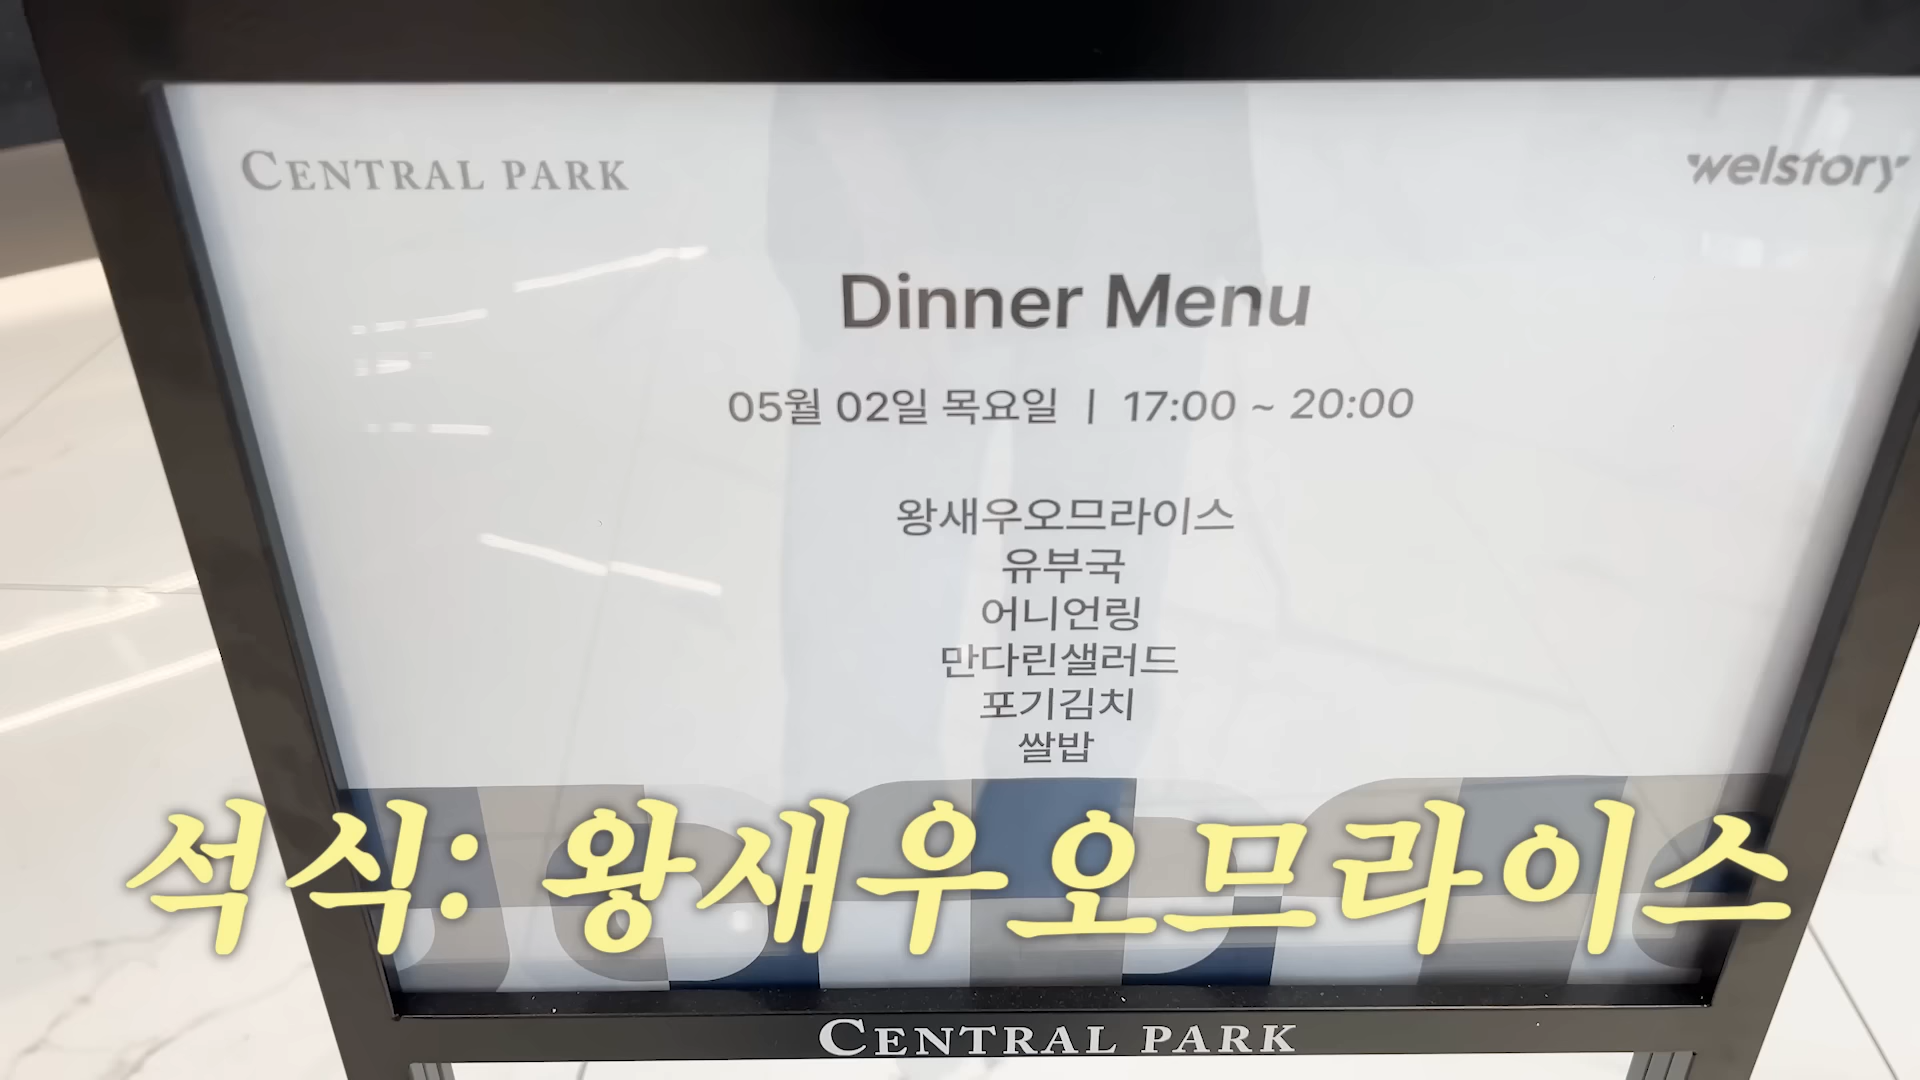 CENTRAL PARK
welstory
Dinner Menu
05월 02일 목요일 | 17:00 ~ 20:00
왕새우오므라이스
유부국
어니언링
만다린샐러드
포기김치
쌀밥
석식: 왕새우오므라이스
CENTRAL PARK